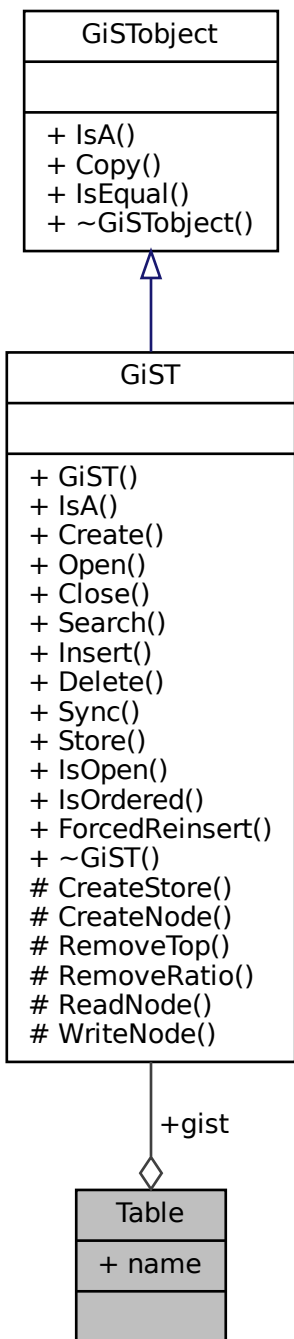 GiSTobject
+ IsA()
+ Copy()
+ IsEqual()
+ ~GiSTobject()
GiST
+ GiST()
+ IsA()
+ Create()
+ Open()
+ Close()
+ Search()
+ Insert()
+ Delete()
+ Sync()
+ Store()
+ IsOpen()
+ IsOrdered()
+ ForcedReinsert()
+ ~GiST()
# CreateStore()
# CreateNode()
# RemoveTop()
# RemoveRatio()
# ReadNode()
# WriteNode()
+gist
Table
+ name